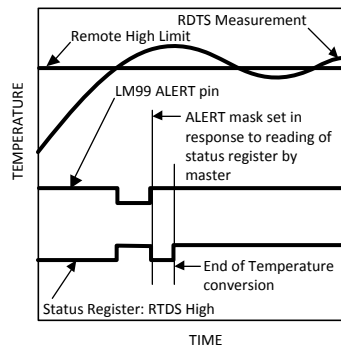 RDTS Measurement
Remote High Limit
LM99 ALERT pin
ALERT mask set in
response to reading of
status register by
master
End of Temperature
conversion
Status Register: RTDS High
TEMPERATURE
TIME